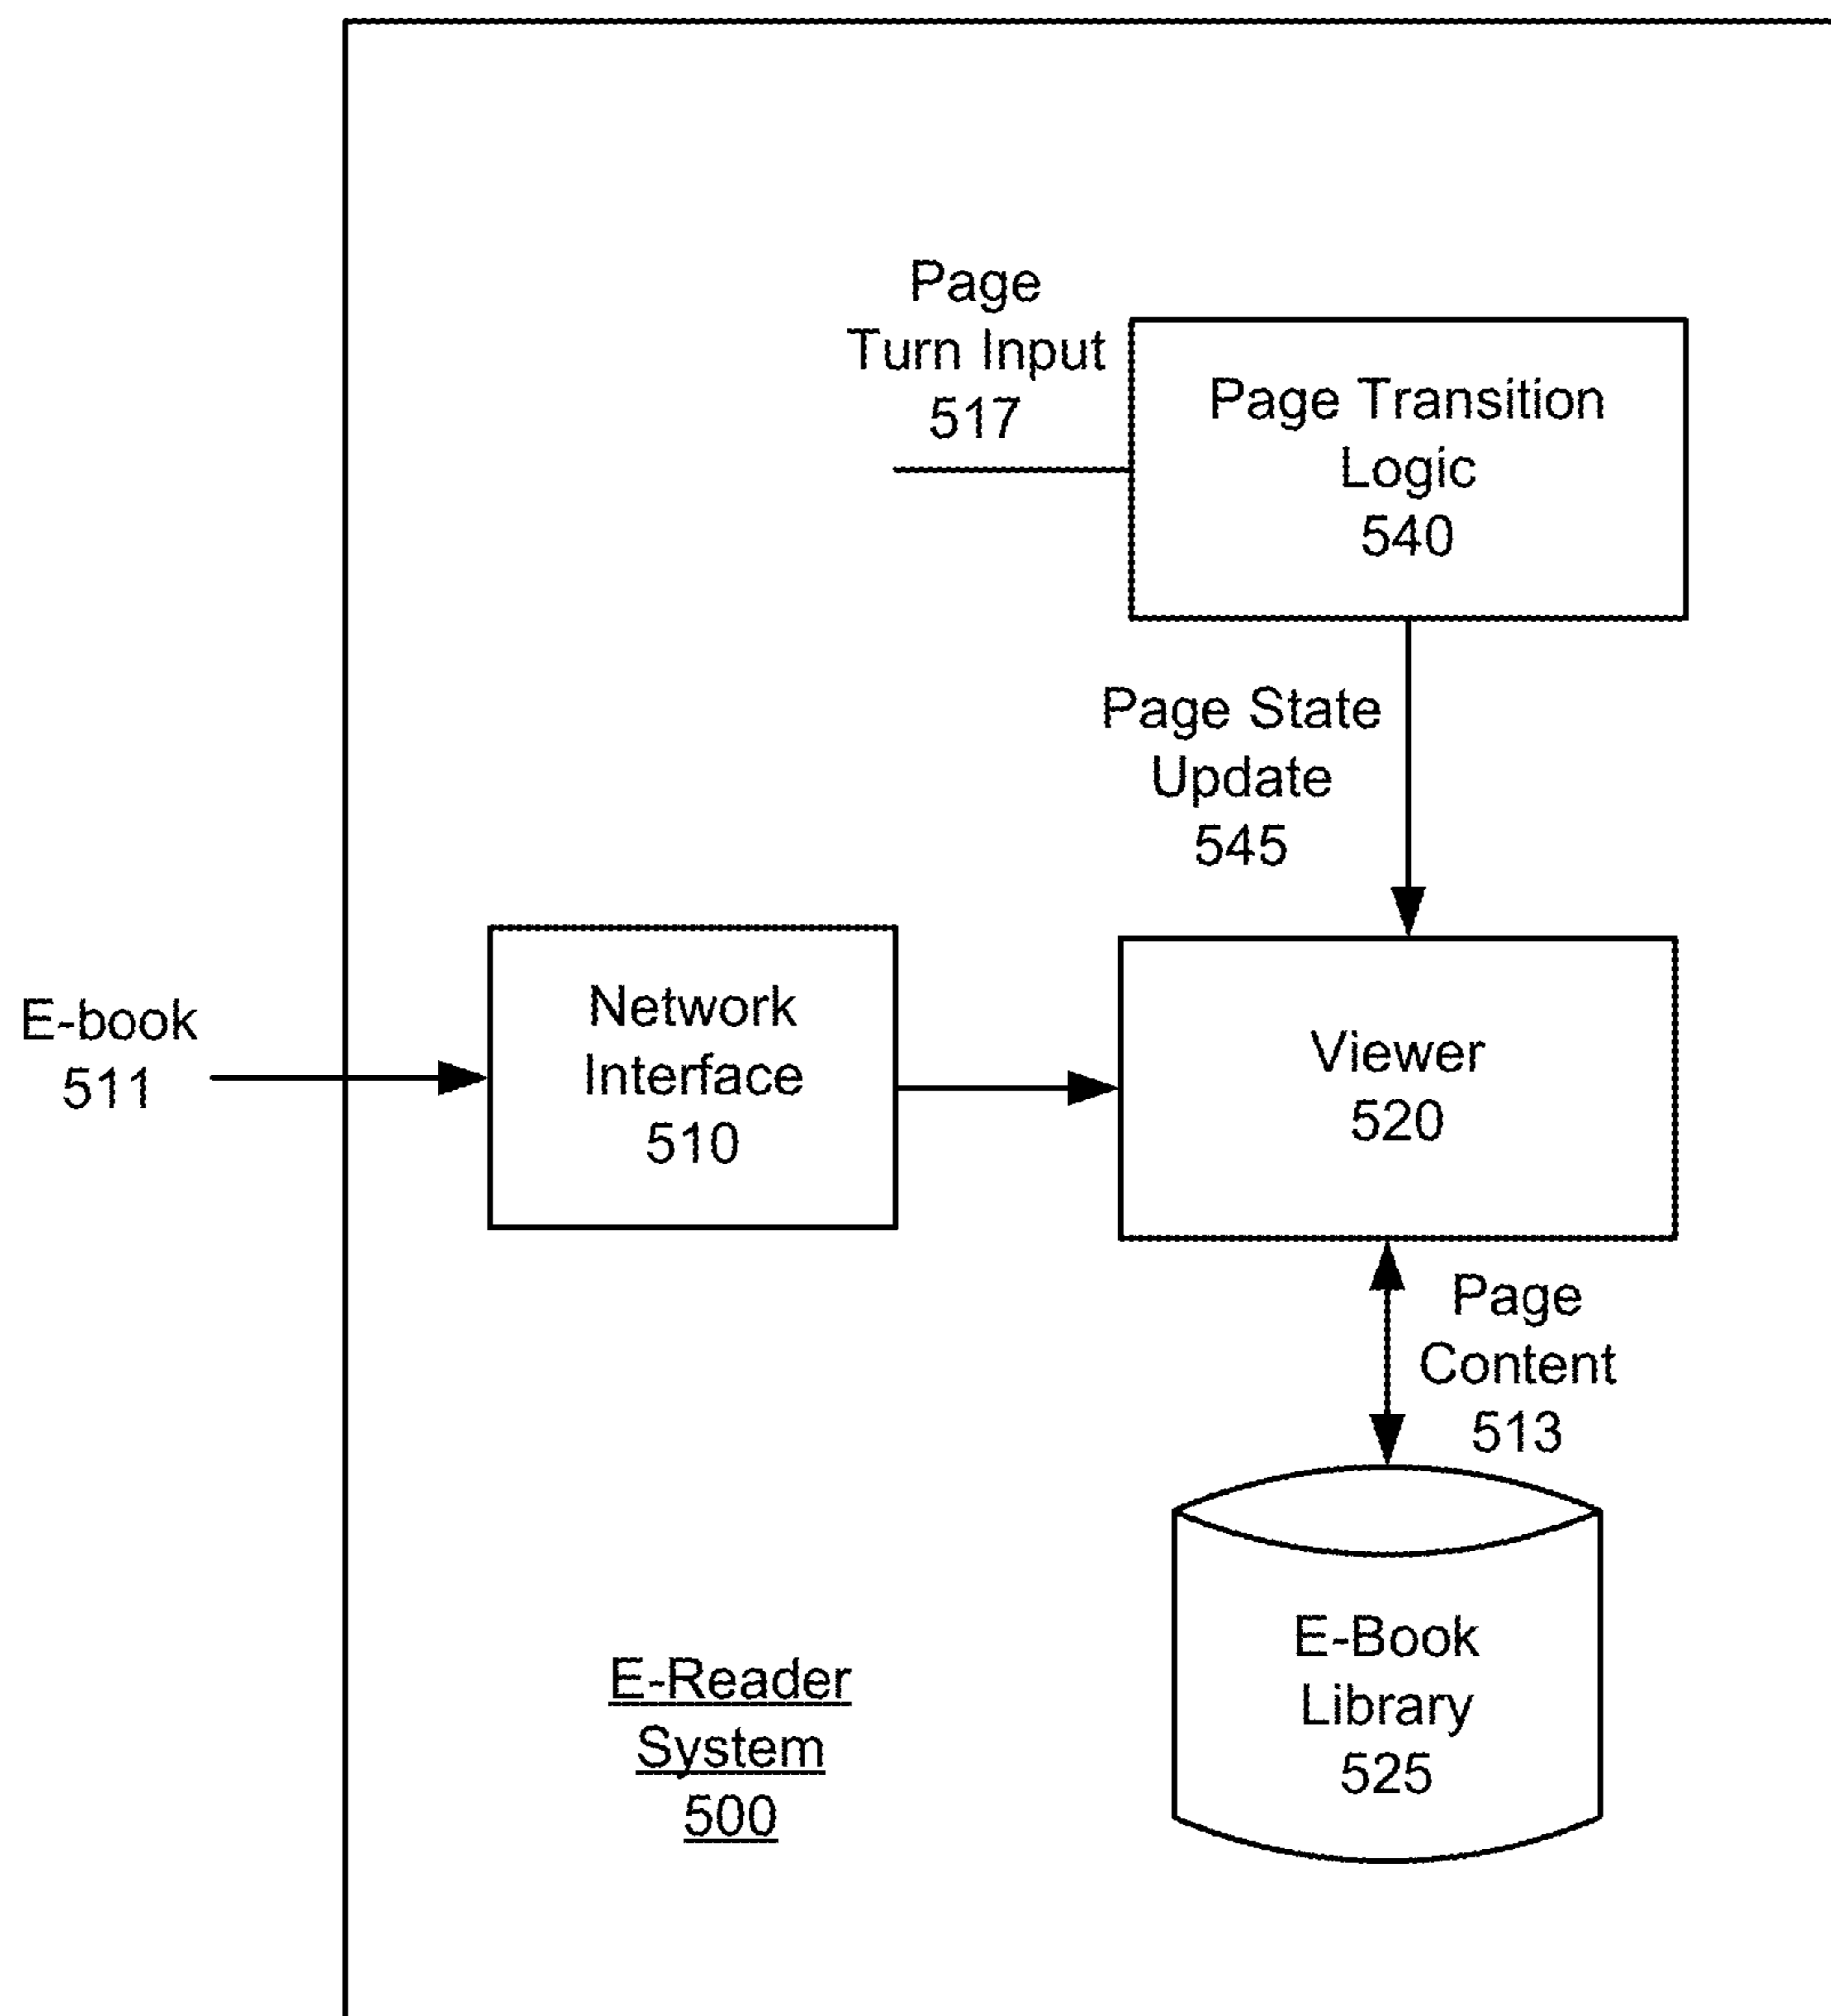 Page
Turn Input
517
Page Transition
Logic
540
Page State
Update
545
E-book
511
Network
Interface
510
Viewer
520
Page
Content
513
E-Book
Library
525
E-Reader
System
500